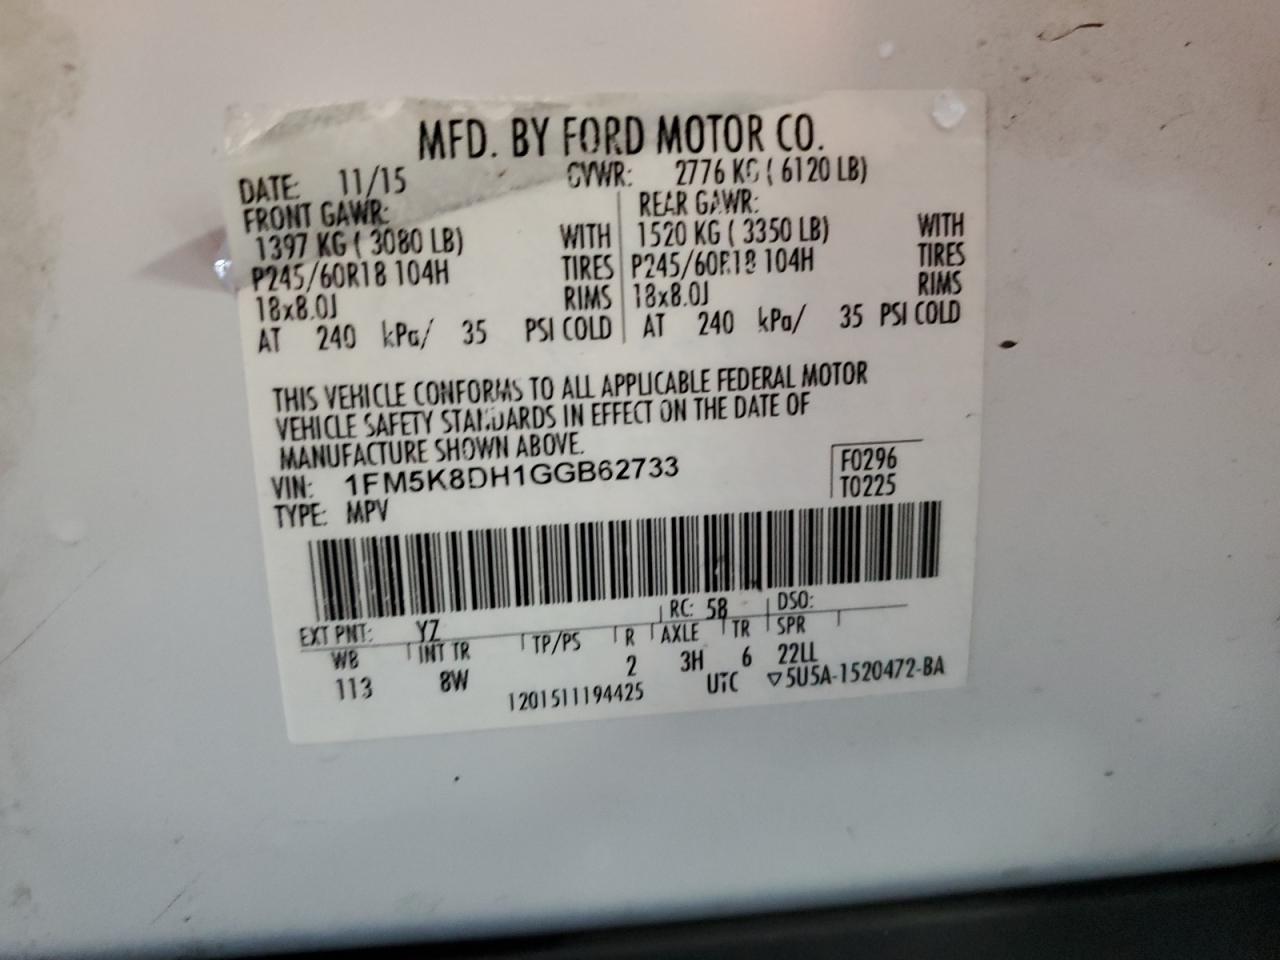 MFD. BY FORD MOTOR CO.
DATE: 11/15 GVWR: 2776 KG ( 6120 LB)
FRONT GAWR: REAR GAWR:
1397 KG ( 3080 LB) WITH 1520 KG ( 3350 LB) WITH
P245/60R18 104H TIRES P245/60R18 104H TIRES
18x8.0J RIMS 18x8.0J RIMS
AT 240 kPa/ 35 PSI COLD AT 240 kPa/ 35 PSI COLD
THIS VEHICLE CONFORMS TO ALL APPLICABLE FEDERAL MOTOR
VEHICLE SAFETY STANDARDS IN EFFECT ON THE DATE OF
MANUFACTURE SHOWN ABOVE.
VIN: 1FM5K8DH1GGB62733 F0296
TYPE: MPV T0225
EXT PNT: YZ RC: 58 DSO:
WB INT TR TP/PS R AXLE TR SPR
113 8W 2 3H 6 22LL
1201511194425 UTC ▽5U5A-1520472-BA